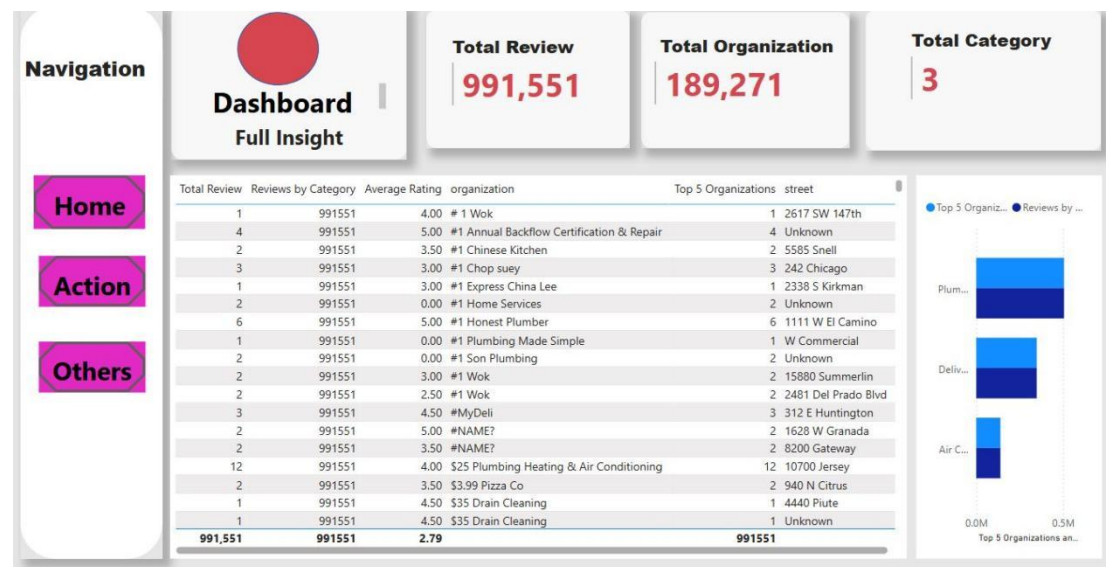 Navigation
Home
Action
Others
Dashboard
Full Insight
Total Review
991,551
Total Organization
189,271
Total Category
3
Total Review Reviews by Category Average Rating organization Top 5 Organizations street
1 991551 4.00 # 1 Wok 1 2617 SW 147th
4 991551 5.00 #1 Annual Backflow Certification & Repair 4 Unknown
2 991551 3.50 #1 Chinese Kitchen 2 5585 Snell
3 991551 3.00 #1 Chop suey 3 242 Chicago
1 991551 3.00 #1 Express China Lee 1 2338 S Kirkman
2 991551 0.00 #1 Home Services 2 Unknown
6 991551 5.00 #1 Honest Plumber 6 1111 W El Camino
1 991551 0.00 #1 Plumbing Made Simple 1 W Commercial
2 991551 0.00 #1 Son Plumbing 2 Unknown
2 991551 3.00 #1 Wok 2 15880 Summerlin
2 991551 2.50 #1 Wok 2 2481 Del Prado Blvd
3 991551 4.50 #MyDeli 3 312 E Huntington
2 991551 5.00 #NAME? 2 1628 W Granada
2 991551 3.50 #NAME? 2 8200 Gateway
12 991551 4.00 $25 Plumbing Heating & Air Conditioning 12 10700 Jersey
2 991551 3.50 $3.99 Pizza Co 2 940 N Citrus
1 991551 4.50 $35 Drain Cleaning 1 4440 Piute
1 991551 4.50 $35 Drain Cleaning 1 Unknown
991,551 991551 2.79 991551
Top 5 Organiz... Reviews by ...
Plum...
Deliv...
Air C...
0.0M 0.5M
Top 5 Organizations an...